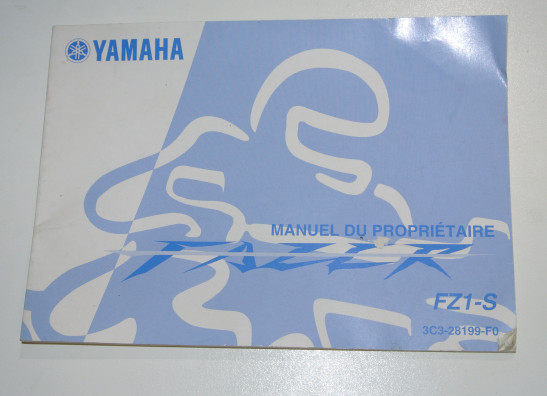 YAMAHA
MANUEL DU PROPRIÉTAIRE
FAZER
FZ1-S
3C3-28199-F0